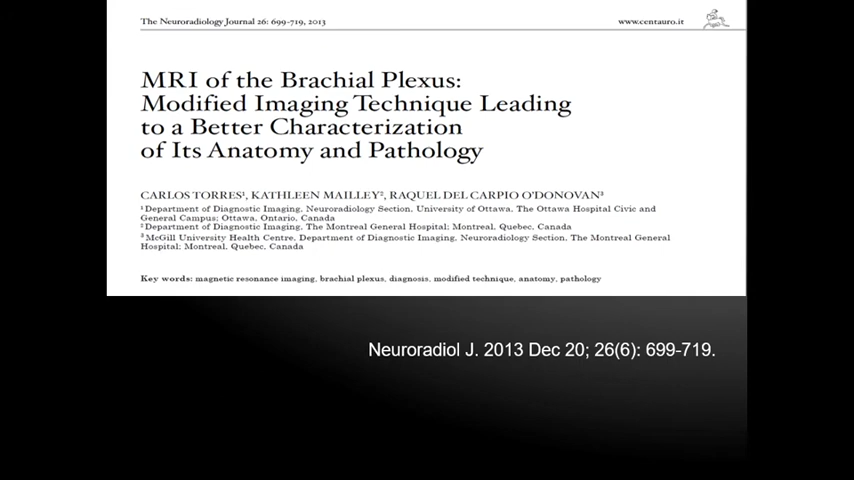 The Neuroradiology Journal 26: 699-719, 2013
www.centauro.it
MRI of the Brachial Plexus:
Modified Imaging Technique Leading
to a Better Characterization
of Its Anatomy and Pathology
CARLOS TORRES¹, KATHLEEN MAILLEY², RAQUEL DEL CARPIO O'DONOVAN³
¹ Department of Diagnostic Imaging, Neuroradiology Section, University of Ottawa, The Ottawa Hospital Civic and
General Campus; Ottawa, Ontario, Canada
² Department of Diagnostic Imaging, The Montreal General Hospital; Montreal, Quebec, Canada
³ McGill University Health Centre, Department of Diagnostic Imaging, Neuroradiology Section, The Montreal General
Hospital; Montreal, Quebec, Canada
Key words: magnetic resonance imaging, brachial plexus, diagnosis, modified technique, anatomy, pathology
Neuroradiol J. 2013 Dec 20; 26(6): 699-719.